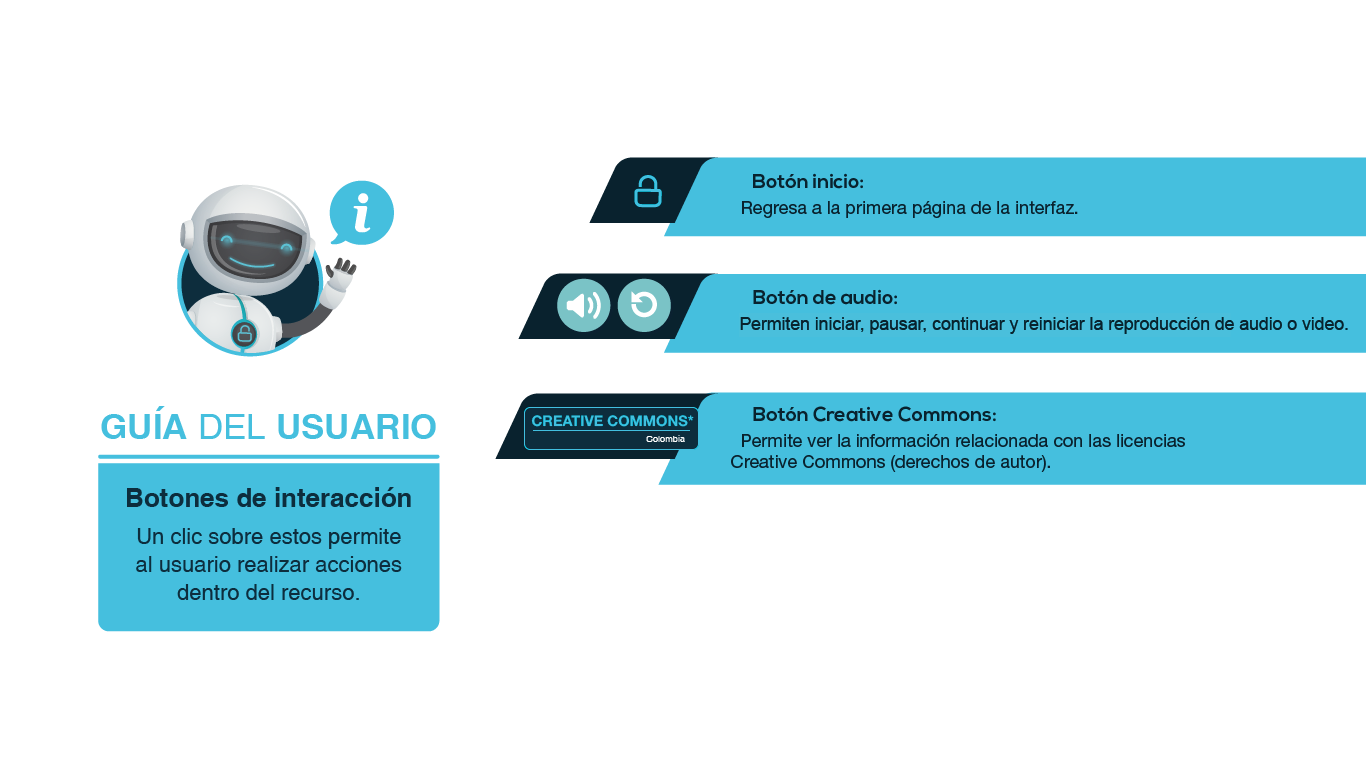 i
GUÍA DEL USUARIO
Botones de interacción
Un clic sobre estos permite
al usuario realizar acciones
dentro del recurso.
Botón inicio:
Regresa a la primera página de la interfaz.
Botón de audio:
Permiten iniciar, pausar, continuar y reiniciar la reproducción de audio o video.
CREATIVE COMMONS*
Colombia
Botón Creative Commons:
Permite ver la información relacionada con las licencias
Creative Commons (derechos de autor).